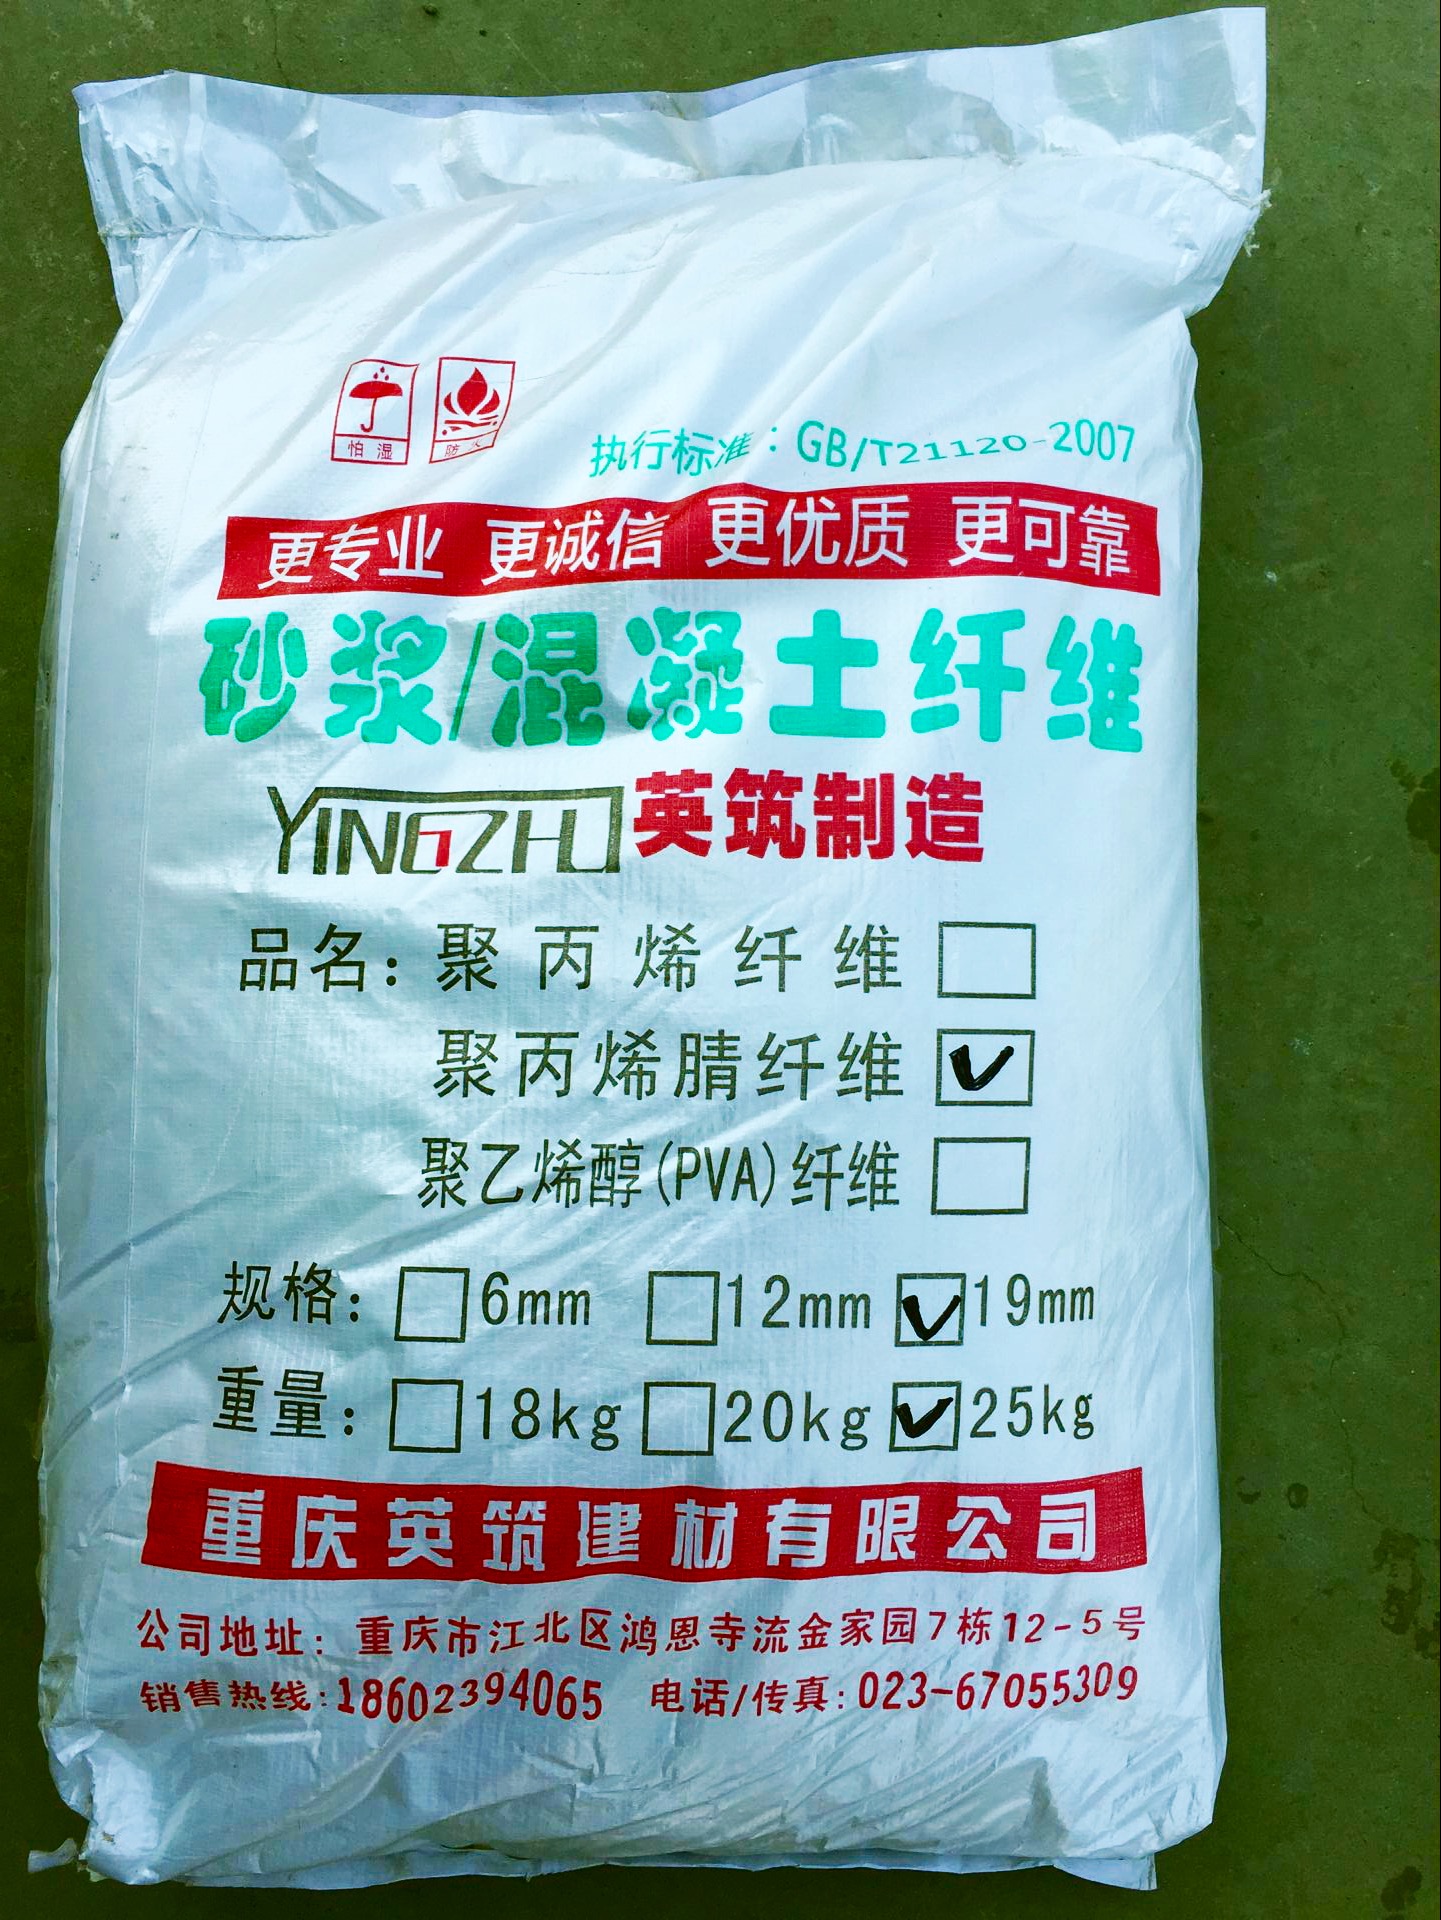 怕湿 防火
执行标准：GB/T21120-2007
更专业 更诚信 更优质 更可靠
砂浆/混凝土纤维
YINGZHU 英筑制造
品名：聚丙烯纤维
聚丙烯腈纤维
聚乙烯醇(PVA)纤维
规格： 6mm 12mm 19mm
重量： 18kg 20kg 25kg
重庆英筑建材有限公司
公司地址：重庆市江北区鸿恩寺流金家园7栋12-5号
销售热线:18602394065 电话/传真:023-67055309